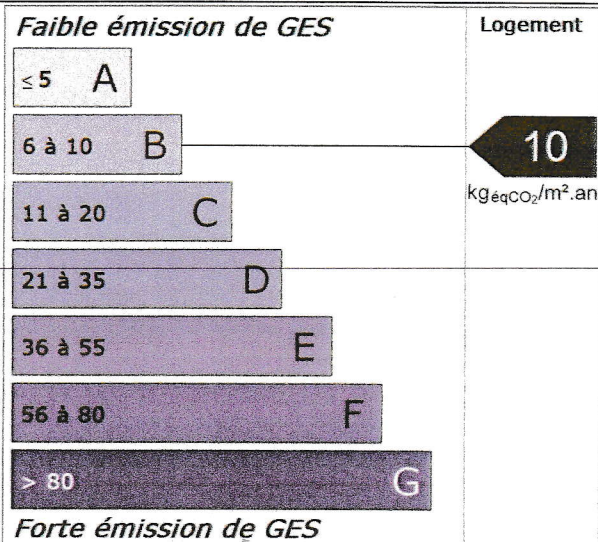 Faible émission de GES
Logement
≤ 5 A
6 à 10 B
10
kgéqCO₂/m².an
11 à 20 C
21 à 35 D
36 à 55 E
56 à 80 F
> 80 G
Forte émission de GES